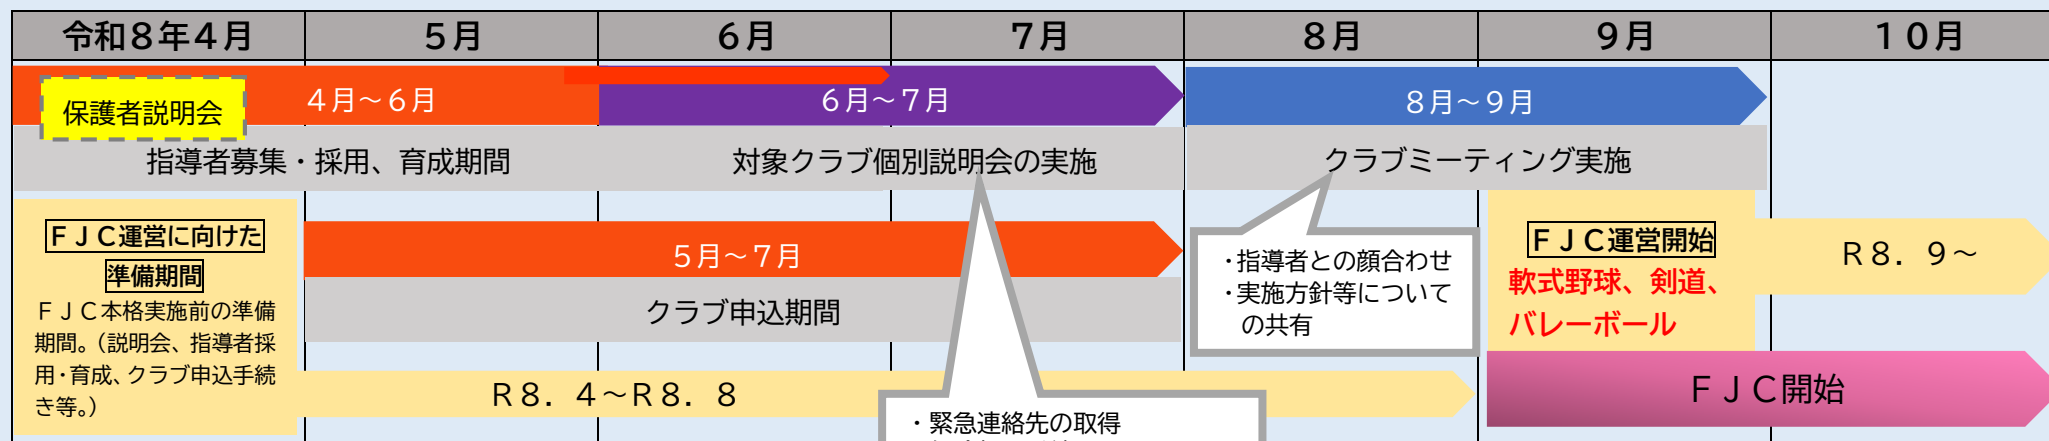 令和８年４月 ５月 ６月 ７月 ８月 ９月 １０月
保護者説明会
４月～６月
６月～７月
８月～９月
指導者募集・採用、育成期間
対象クラブ個別説明会の実施
クラブミーティング実施
ＦＪＣ運営に向けた
準備期間
ＦＪＣ本格実施前の準備
期間。（説明会、指導者採
用・育成、クラブ申込手続
き等。）
５月～７月
クラブ申込期間
Ｒ８．４～Ｒ８．８
・指導者との顔合わせ
・実施方針等について
の共有
・緊急連絡先の取得
ＦＪＣ運営開始
軟式野球、剣道、
バレーボール
Ｒ８．９～
ＦＪＣ開始